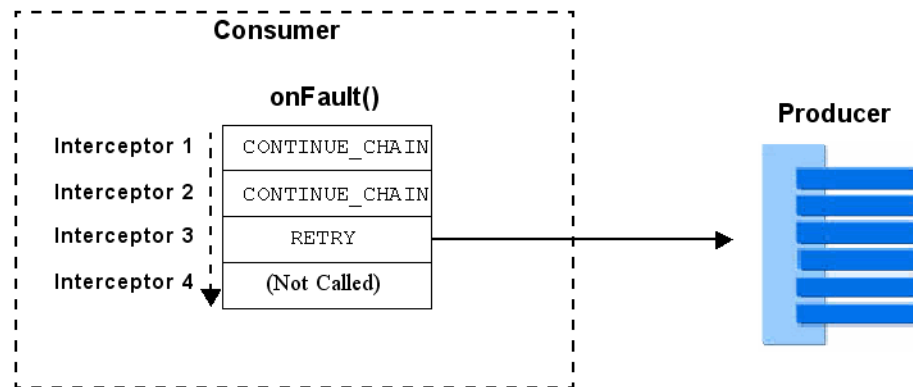 Consumer
onFault()
Producer
Interceptor 1 CONTINUE_CHAIN
Interceptor 2 CONTINUE_CHAIN
Interceptor 3 RETRY
Interceptor 4 (Not Called)